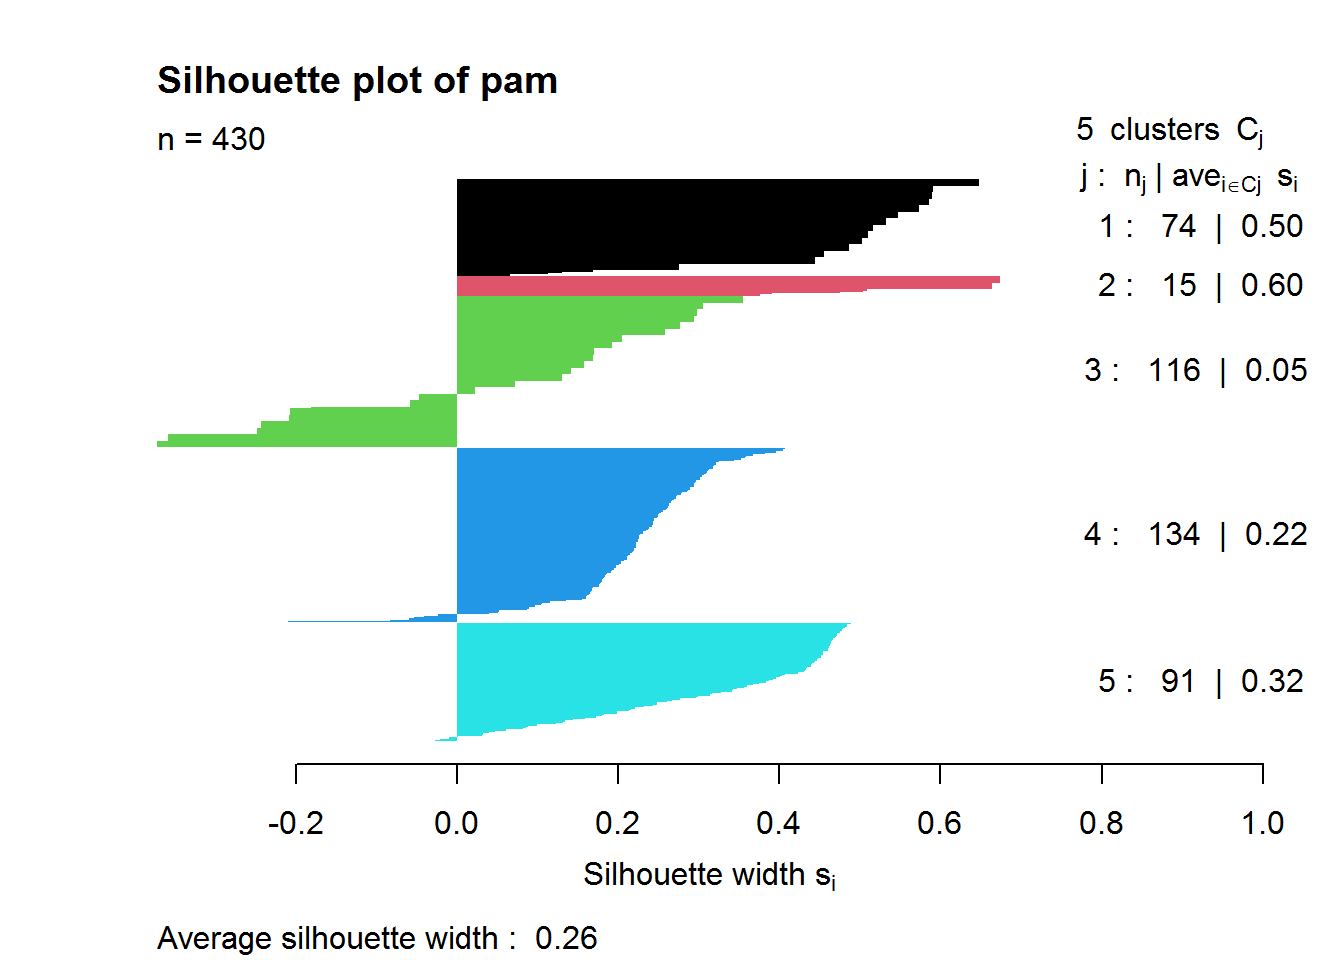 Silhouette plot of pam
n = 430
5 clusters Cj
j : nj | avei∈Cj si
1 : 74 | 0.50
2 : 15 | 0.60
3 : 116 | 0.05
4 : 134 | 0.22
5 : 91 | 0.32
-0.2 0.0 0.2 0.4 0.6 0.8 1.0
Silhouette width si
Average silhouette width : 0.26